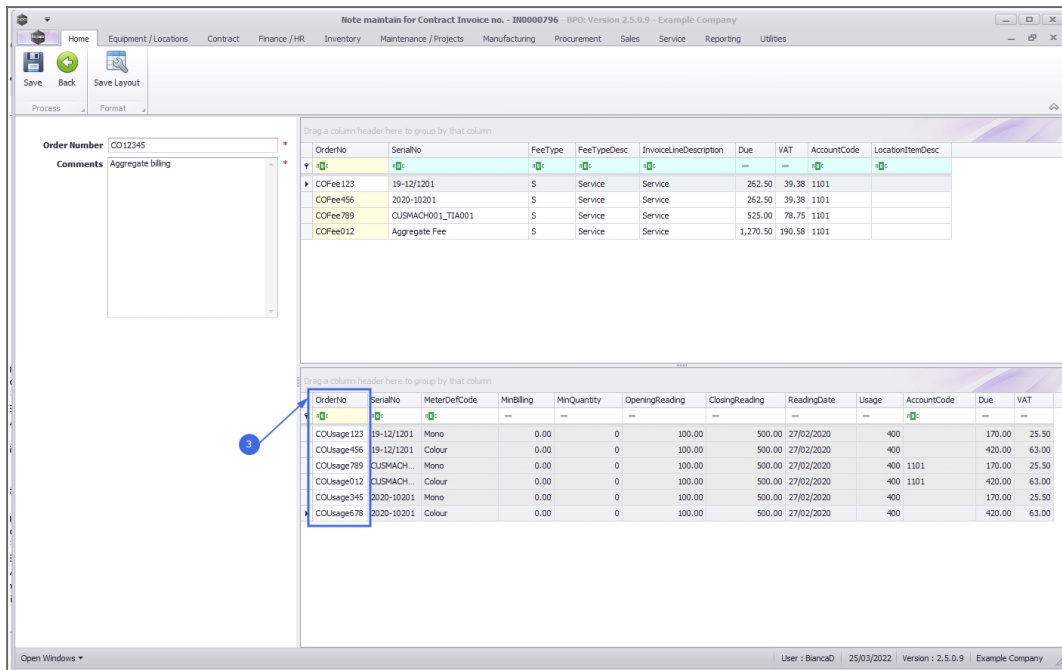 Note maintain for Contract Invoice no. - IN0000796 - BPO: Version 2.5.0.9 - Example Company
Home Equipment / Locations Contract Finance / HR Inventory Maintenance / Projects Manufacturing Procurement Sales Service Reporting Utilities
Save Back Save Layout
Process Format
Order Number CO12345 *
Comments Aggregate billing *
Drag a column header here to group by that column
OrderNo SerialNo FeeType FeeTypeDesc InvoiceLineDescription Due VAT AccountCode LocationItemDesc
COFee123 19-12/1201 S Service Service 262.50 39.38 1101
COFee456 2020-10201 S Service Service 262.50 39.38 1101
COFee789 CUSMACH001_TIA001 S Service Service 525.00 78.75 1101
COFee012 Aggregate Fee S Service Service 1,270.50 190.58 1101
Drag a column header here to group by that column
OrderNo SerialNo MeterDefCode MinBilling MinQuantity OpeningReading ClosingReading ReadingDate Usage AccountCode Due VAT
3
COUsage123 19-12/1201 Mono 0.00 0 100.00 500.00 27/02/2020 400 170.00 25.50
COUsage456 19-12/1201 Colour 0.00 0 100.00 500.00 27/02/2020 400 420.00 63.00
COUsage789 CUSMACH... Mono 0.00 0 100.00 500.00 27/02/2020 400 1101 170.00 25.50
COUsage012 CUSMACH... Colour 0.00 0 100.00 500.00 27/02/2020 400 1101 420.00 63.00
COUsage345 2020-10201 Mono 0.00 0 100.00 500.00 27/02/2020 400 170.00 25.50
COUsage678 2020-10201 Colour 0.00 0 100.00 500.00 27/02/2020 400 420.00 63.00
Open Windows User : BiancaD 25/03/2022 Version : 2.5.0.9 Example Company